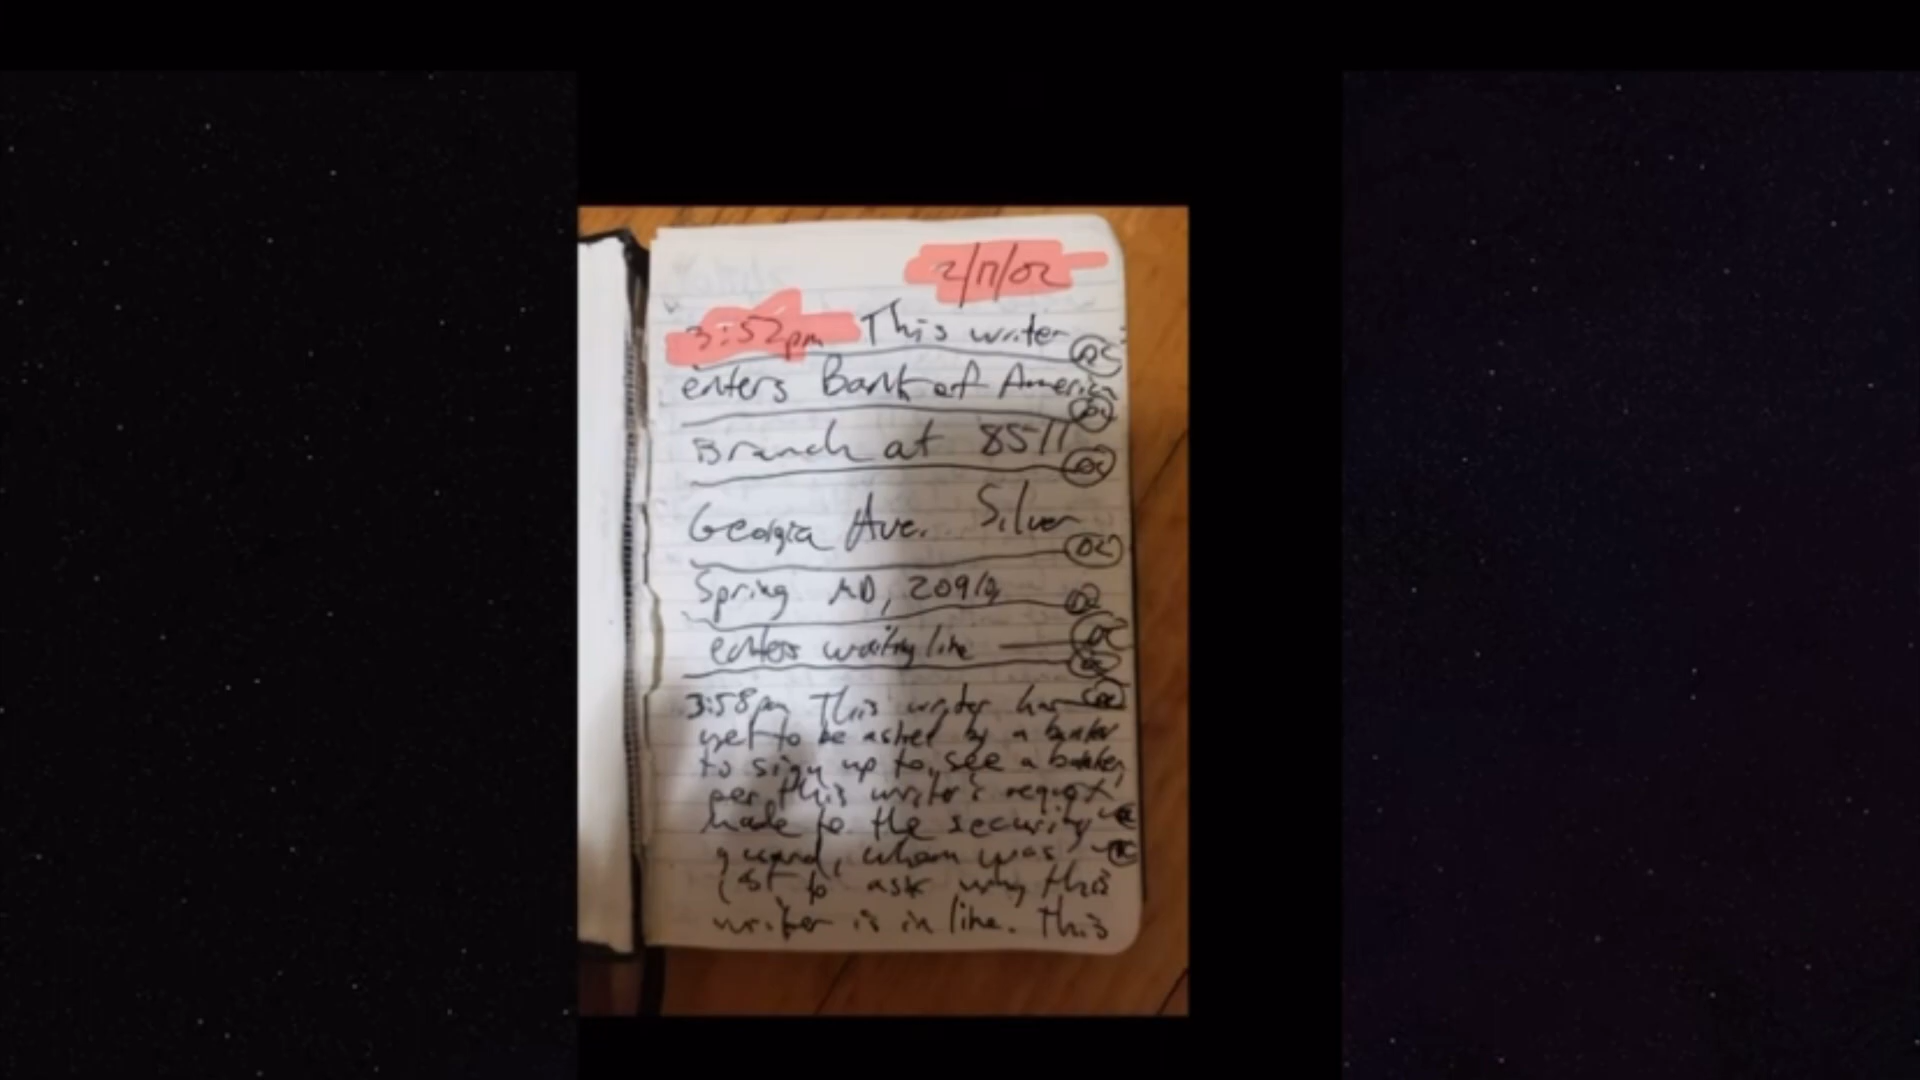 2/17/02
3:52pm This writer
enters Bank of America
Branch at 8511
Georgia Ave. Silver
Spring MD, 20910
enters waiting line
3:58pm This writer has
yet to be asked by a banker
to sign up to see a banker,
per this writer's request
made to the security
guard, whom was
1st to ask why this
writer is in line. This